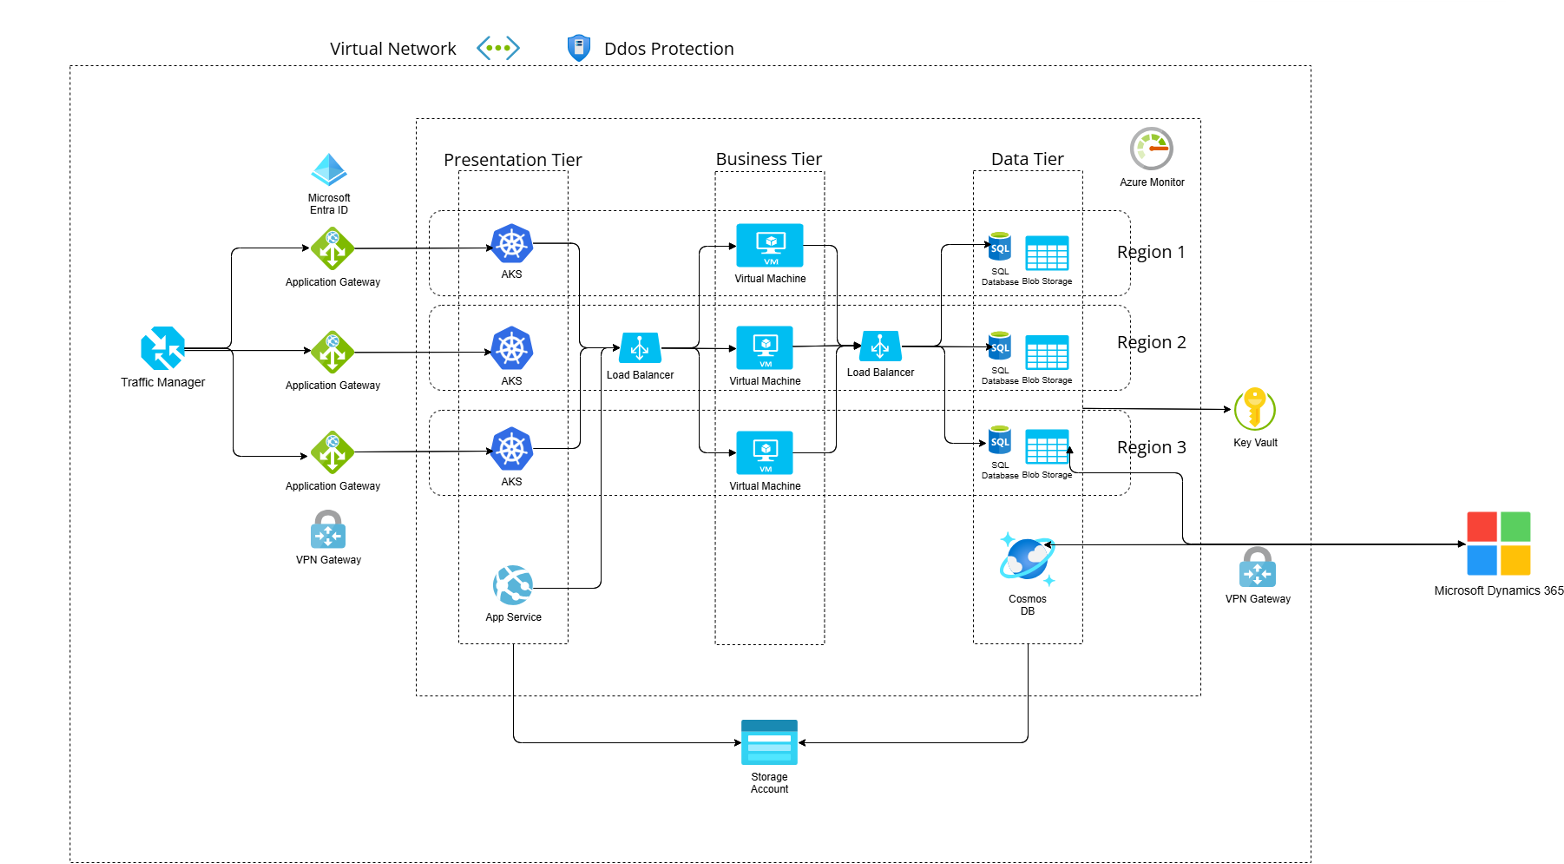 Virtual Network
Ddos Protection
Presentation Tier
Business Tier
Data Tier
Azure Monitor
Microsoft
Entra ID
Application Gateway
AKS
VM
Virtual Machine
SQL
SQL
Database
Blob Storage
Region 1
Traffic Manager
Application Gateway
AKS
Load Balancer
VM
Virtual Machine
Load Balancer
SQL
SQL
Database
Blob Storage
Region 2
Key Vault
Application Gateway
AKS
VM
Virtual Machine
SQL
SQL
Database
Blob Storage
Region 3
VPN Gateway
App Service
Cosmos
DB
VPN Gateway
Microsoft Dynamics 365
Storage
Account